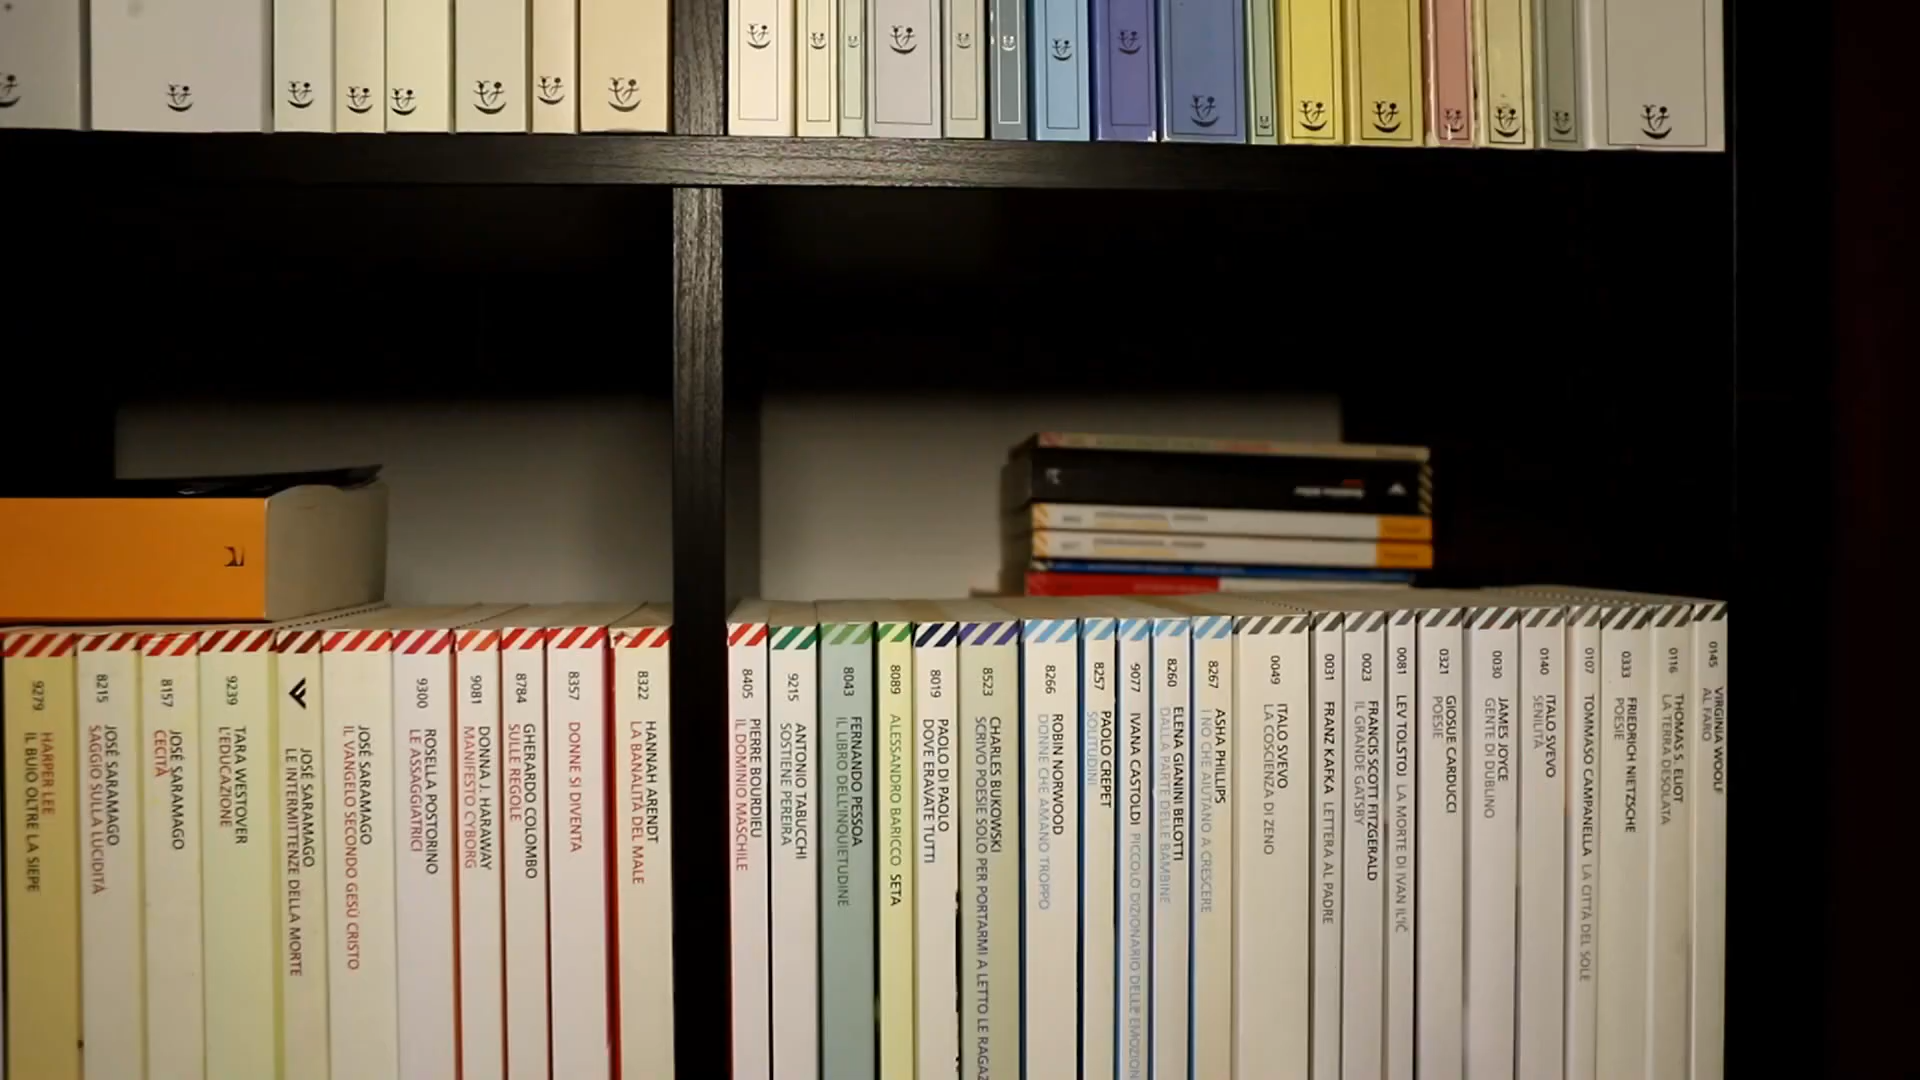 9279
HARPER LEE
IL BUIO OLTRE LA SIEPE
8215
JOSÉ SARAMAGO
SAGGIO SULLA LUCIDITÀ
8157
JOSÉ SARAMAGO
CECITÀ
9239
TARA WESTOVER
L'EDUCAZIONE
JOSÉ SARAMAGO
LE INTERMITTENZE DELLA MORTE
JOSÉ SARAMAGO
IL VANGELO SECONDO GESÙ CRISTO
9300
ROSELLA POSTORINO
LE ASSAGGIATRICI
9081
DONNA J. HARAWAY
MANIFESTO CYBORG
8784
GHERARDO COLOMBO
SULLE REGOLE
8357
DONNE SI DIVENTA
8322
HANNAH ARENDT
LA BANALITÀ DEL MALE
8405
PIERRE BOURDIEU
IL DOMINIO MASCHILE
9215
ANTONIO TABUCCHI
SOSTIENE PEREIRA
8043
FERNANDO PESSOA
IL LIBRO DELL'INQUIETUDINE
8089
ALESSANDRO BARICCO SETA
8019
PAOLO DI PAOLO
DOVE ERAVATE TUTTI
8523
CHARLES BUKOWSKI
SCRIVO POESIE SOLO PER PORTARMI A LETTO LE RAGAZ
8266
ROBIN NORWOOD
DONNE CHE AMANO TROPPO
8257
PAOLO CREPET
SOLITUDINI
9077
IVANA CASTOLDI PICCOLO DIZIONARIO DELLE EMOZION
8260
ELENA GIANINI BELOTTI
DALLA PARTE DELLE BAMBINE
8267
ASHA PHILLIPS
I NO CHE AIUTANO A CRESCERE
0049
ITALO SVEVO
LA COSCIENZA DI ZENO
0031
FRANZ KAFKA LETTERA AL PADRE
0023
FRANCIS SCOTT FITZGERALD
IL GRANDE GATSBY
0081
LEV TOLSTOJ LA MORTE DI IVAN IL'IČ
0321
GIOSUE CARDUCCI
POESIE
0030
JAMES JOYCE
GENTE DI DUBLINO
0140
ITALO SVEVO
SENILITÀ
0107
TOMMASO CAMPANELLA LA CITTÀ DEL SOLE
0333
FRIEDRICH NIETZSCHE
POESIE
0116
THOMAS S. ELIOT
LA TERRA DESOLATA
0145
VIRGINIA WOOLF
AL FARO